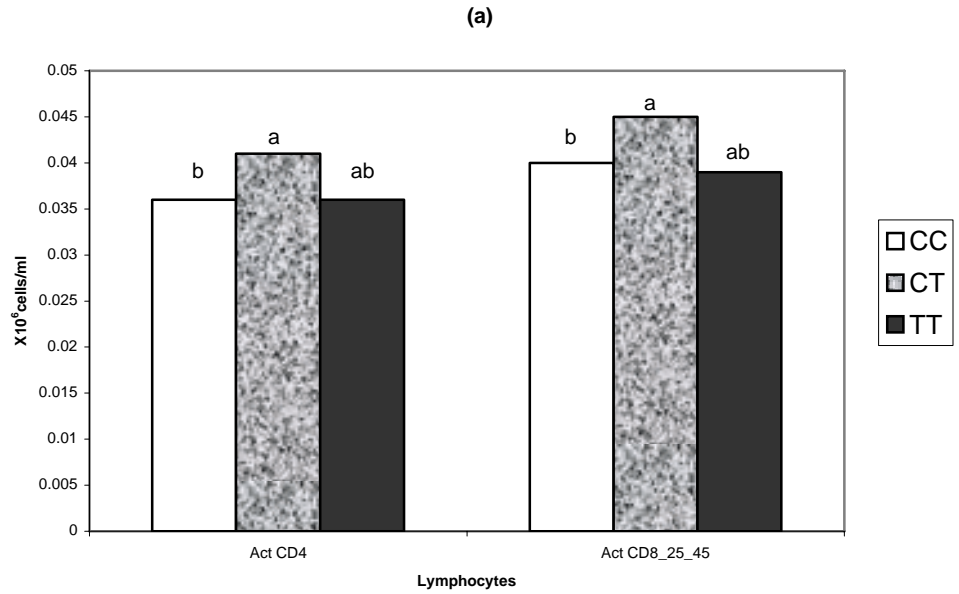 (a)
0.05
0.045
0.04
0.035
0.03
0.025
0.02
0.015
0.01
0.005
0
X10⁶cells/ml
b
a
ab
b
a
ab
Act CD4
Act CD8_25_45
Lymphocytes
CC
CT
TT